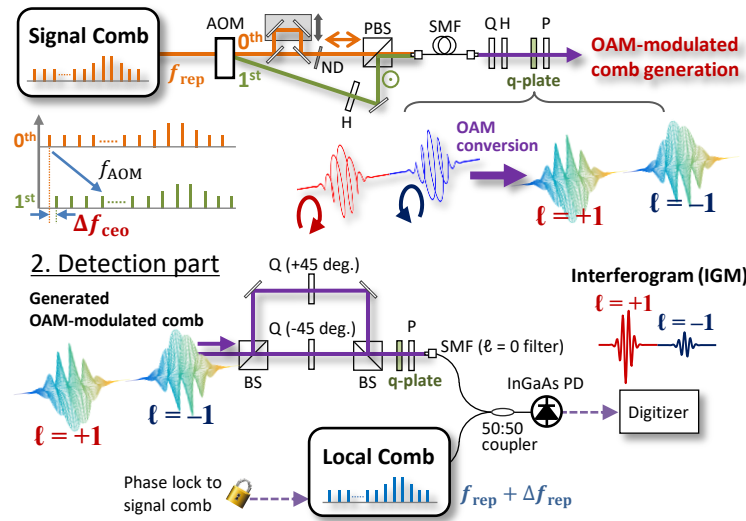 Signal Comb
AOM
0th
1st
f_rep
ND
H
PBS
SMF
Q H
P
q-plate
OAM-modulated
comb generation
0th
f_AOM
1st
Δf_ceo
OAM
conversion
ℓ = +1
ℓ = −1
2. Detection part
Generated
OAM-modulated comb
ℓ = +1
ℓ = −1
Q (+45 deg.)
Q (-45 deg.)
BS
BS
P
q-plate
SMF (ℓ = 0 filter)
Interferogram (IGM)
ℓ = +1
ℓ = −1
InGaAs PD
Digitizer
50:50
coupler
Local Comb
Phase lock to
signal comb
f_rep + Δf_rep